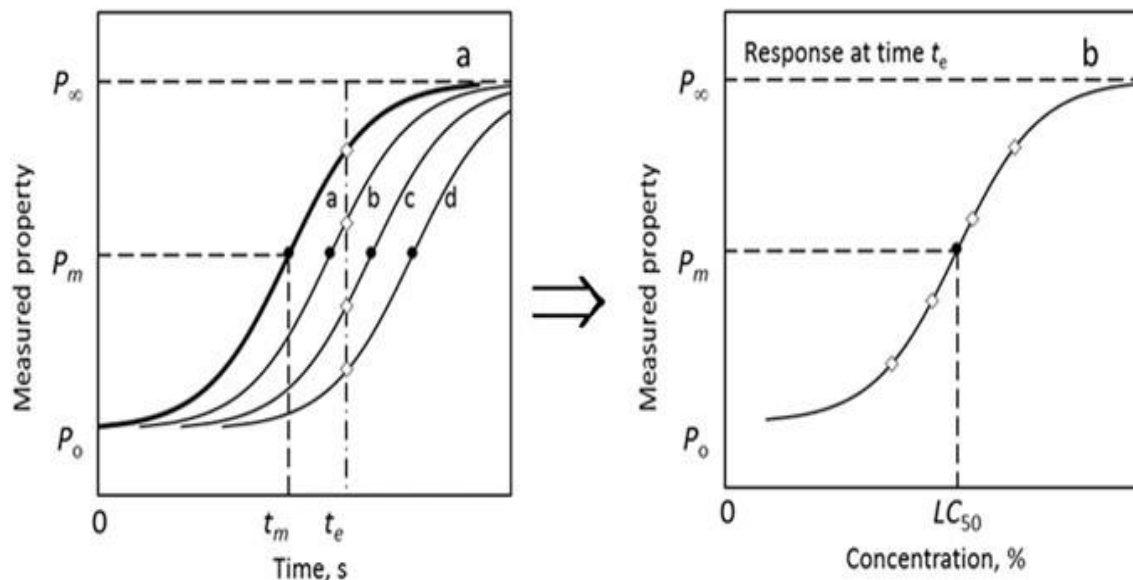 a
P∞
Pm
Po
a
b
c
d
Measured property
0
tm
te
Time, s
Response at time te
b
P∞
Pm
Po
Measured property
0
LC50
Concentration, %